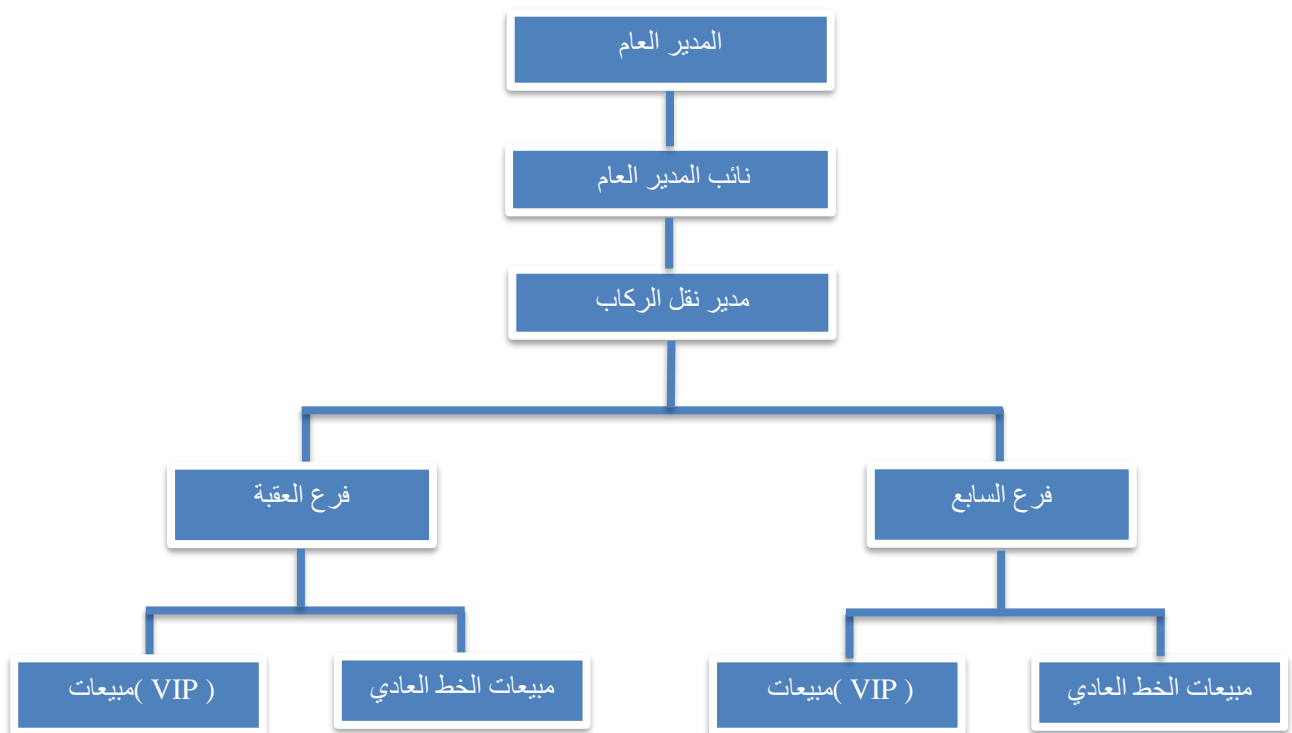 المدير العام
نائب المدير العام
مدير نقل الركاب
فرع السابع
فرع العقبة
مبيعات الخط العادي
مبيعات( VIP )
مبيعات الخط العادي
مبيعات( VIP )